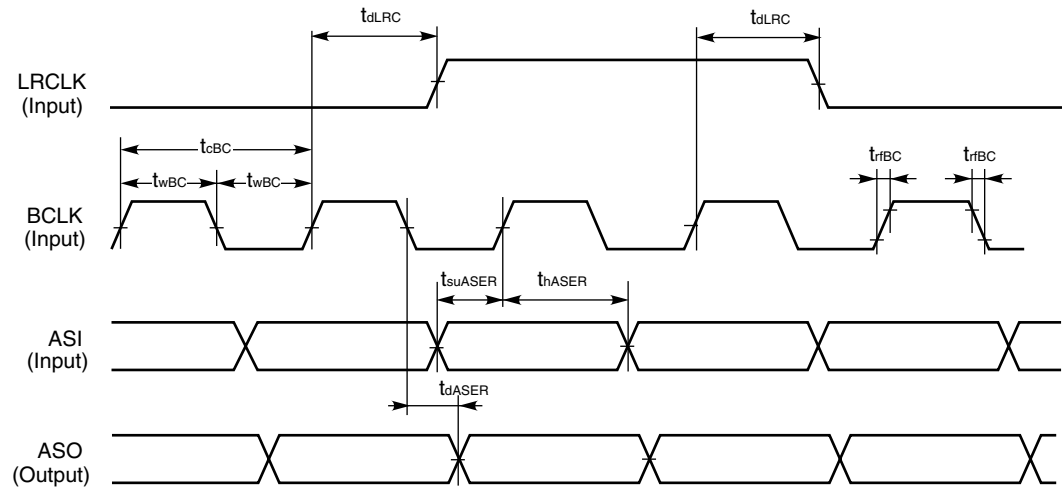 tdLRC tdLRC
LRCLK
(Input)
tcBC
twBC twBC trfBC trfBC
BCLK
(Input)
tsuASER thASER
ASI
(Input)
tdASER
ASO
(Output)